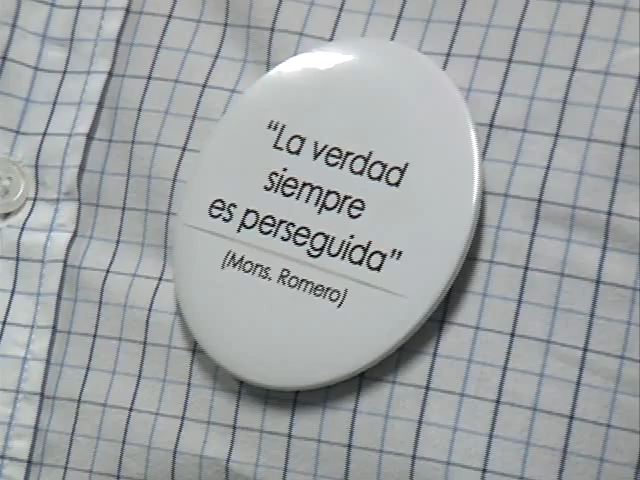 “La verdad
siempre
es perseguida”
(Mons. Romero)